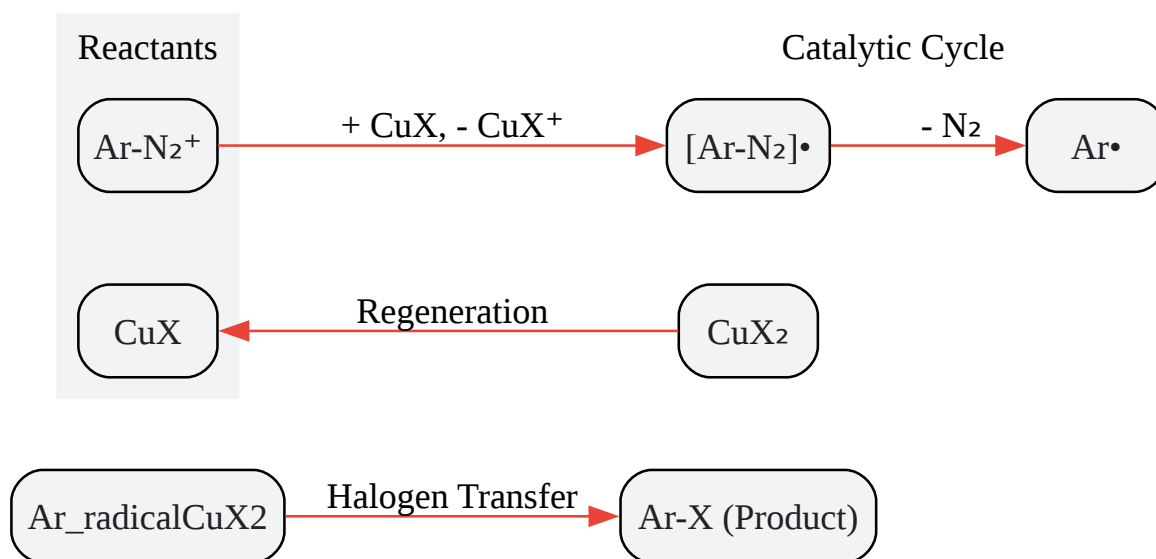 Reactants
Catalytic Cycle
Ar-N₂⁺
+ CuX, - CuX⁺
[Ar-N₂]•
- N₂
Ar•
CuX
Regeneration
CuX₂
Ar_radicalCuX2
Halogen Transfer
Ar-X (Product)